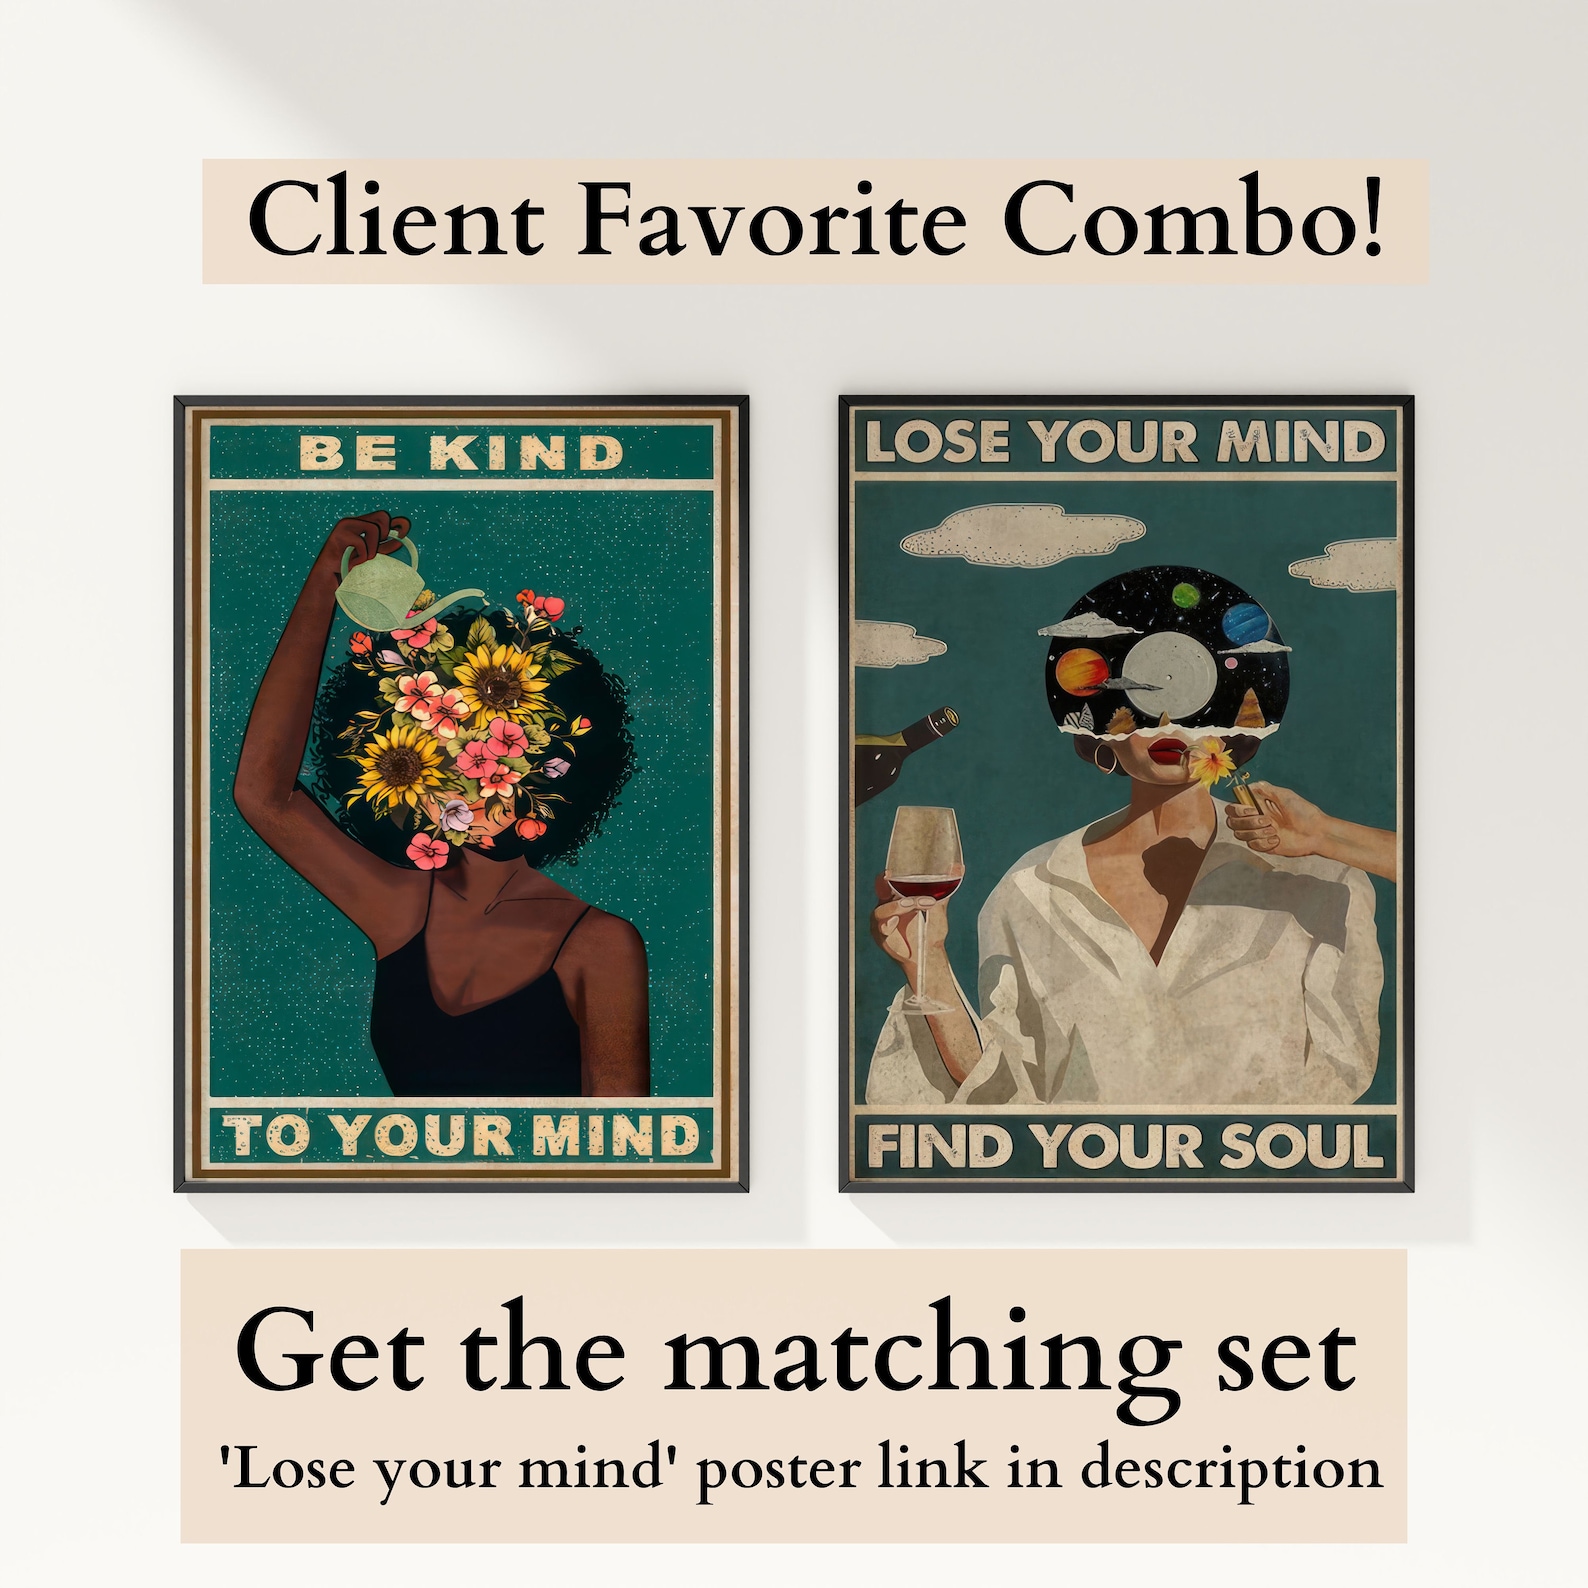 Client Favorite Combo!
BE KIND
TO YOUR MIND
LOSE YOUR MIND
FIND YOUR SOUL
Get the matching set
'Lose your mind' poster link in description